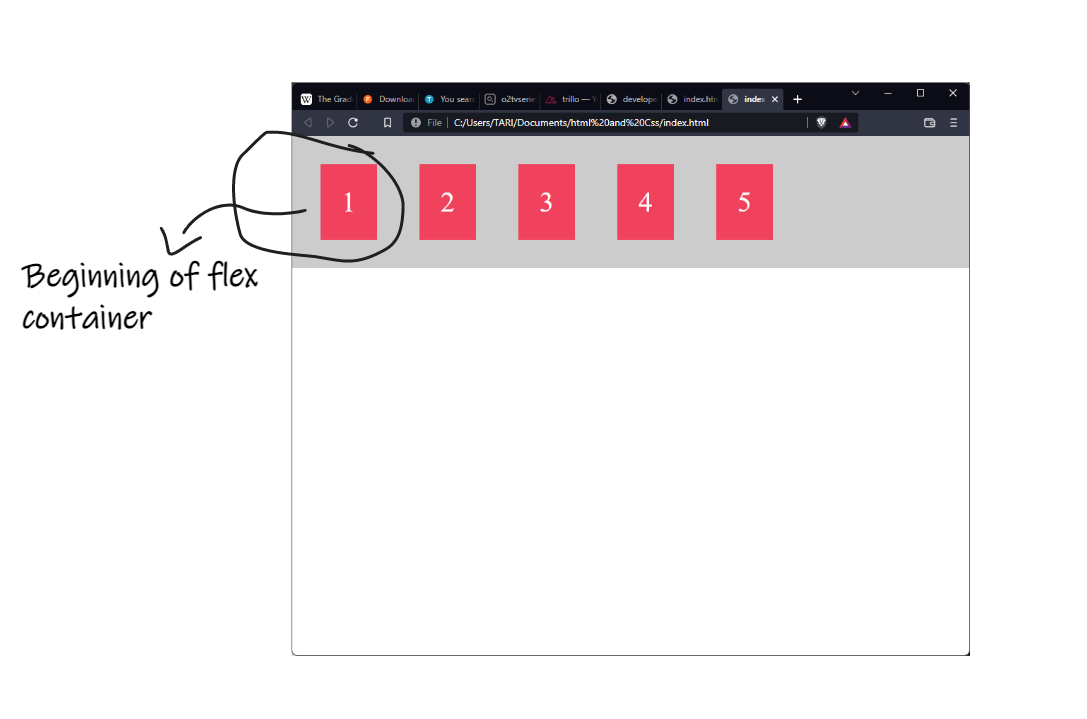 The Grad Downloa You sear o2tvserie trillo — Y develope index.htm index
File C:/Users/TARI/Documents/html%20and%20Css/index.html
1 2 3 4 5
Beginning of flex
container